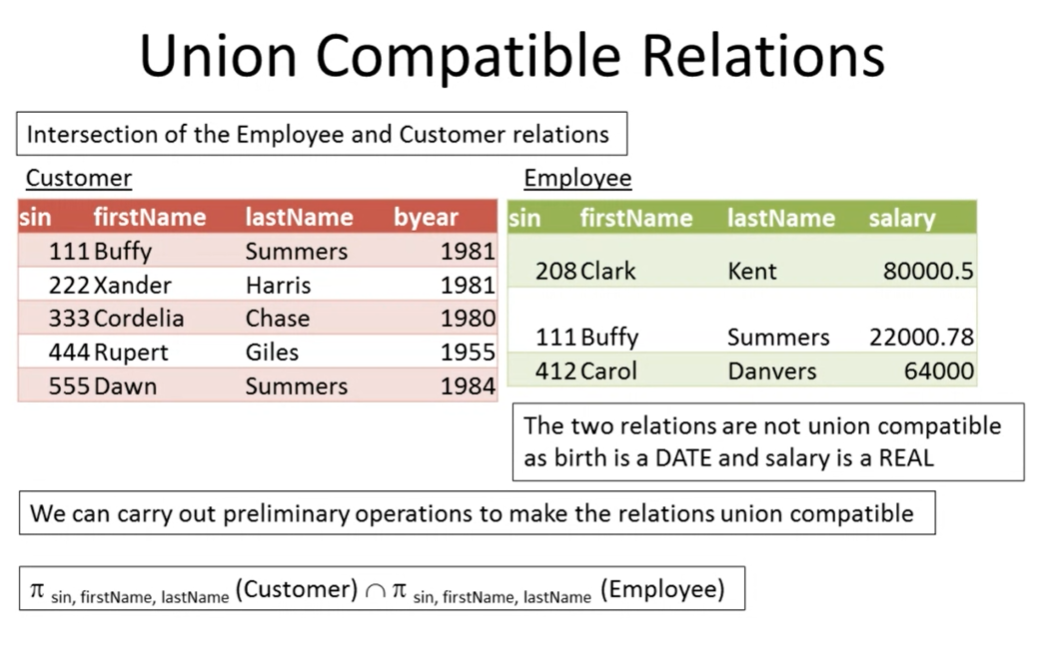 Union Compatible Relations
Intersection of the Employee and Customer relations
Customer
sin firstName lastName byear
111 Buffy Summers 1981
222 Xander Harris 1981
333 Cordelia Chase 1980
444 Rupert Giles 1955
555 Dawn Summers 1984
Employee
sin firstName lastName salary
208 Clark Kent 80000.5
111 Buffy Summers 22000.78
412 Carol Danvers 64000
The two relations are not union compatible
as birth is a DATE and salary is a REAL
We can carry out preliminary operations to make the relations union compatible
π sin, firstName, lastName (Customer) ∩ π sin, firstName, lastName (Employee)